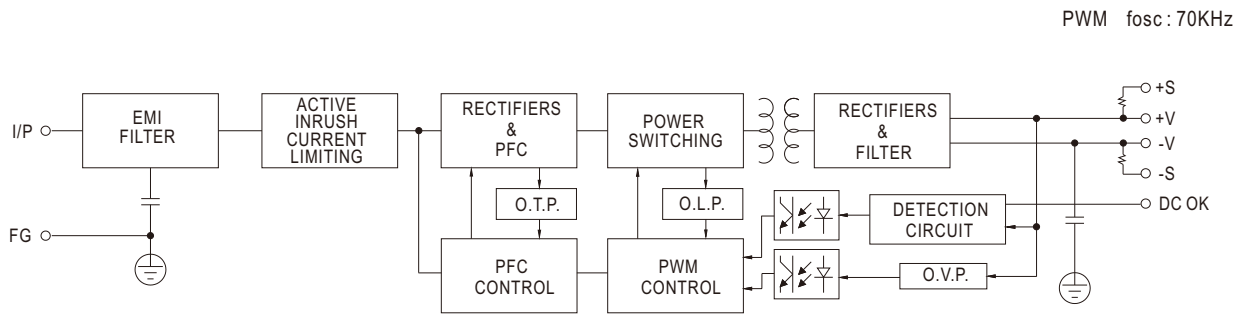 PWM fosc : 70KHz
I/P
EMI
FILTER
ACTIVE
INRUSH
CURRENT
LIMITING
RECTIFIERS
&
PFC
POWER
SWITCHING
RECTIFIERS
&
FILTER
+S
+V
-V
-S
DC OK
O.T.P.
O.L.P.
DETECTION
CIRCUIT
FG
PFC
CONTROL
PWM
CONTROL
O.V.P.